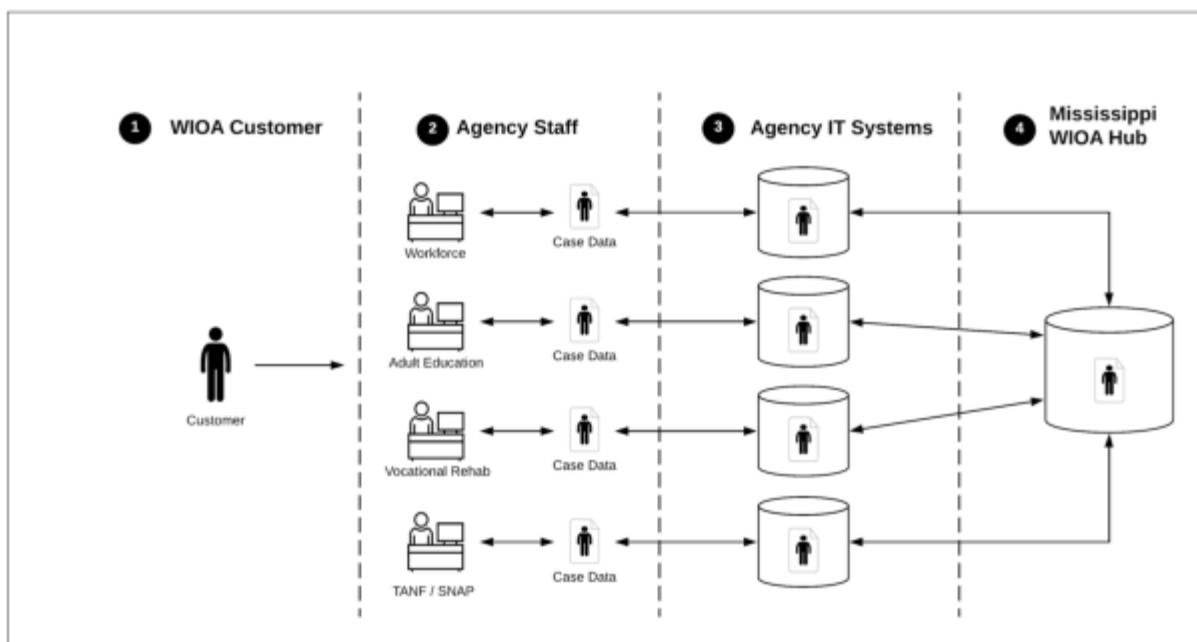 1 WIOA Customer
2 Agency Staff
3 Agency IT Systems
4 Mississippi
WIOA Hub
Workforce
Case Data
Adult Education
Case Data
Customer
Vocational Rehab
Case Data
TANF / SNAP
Case Data